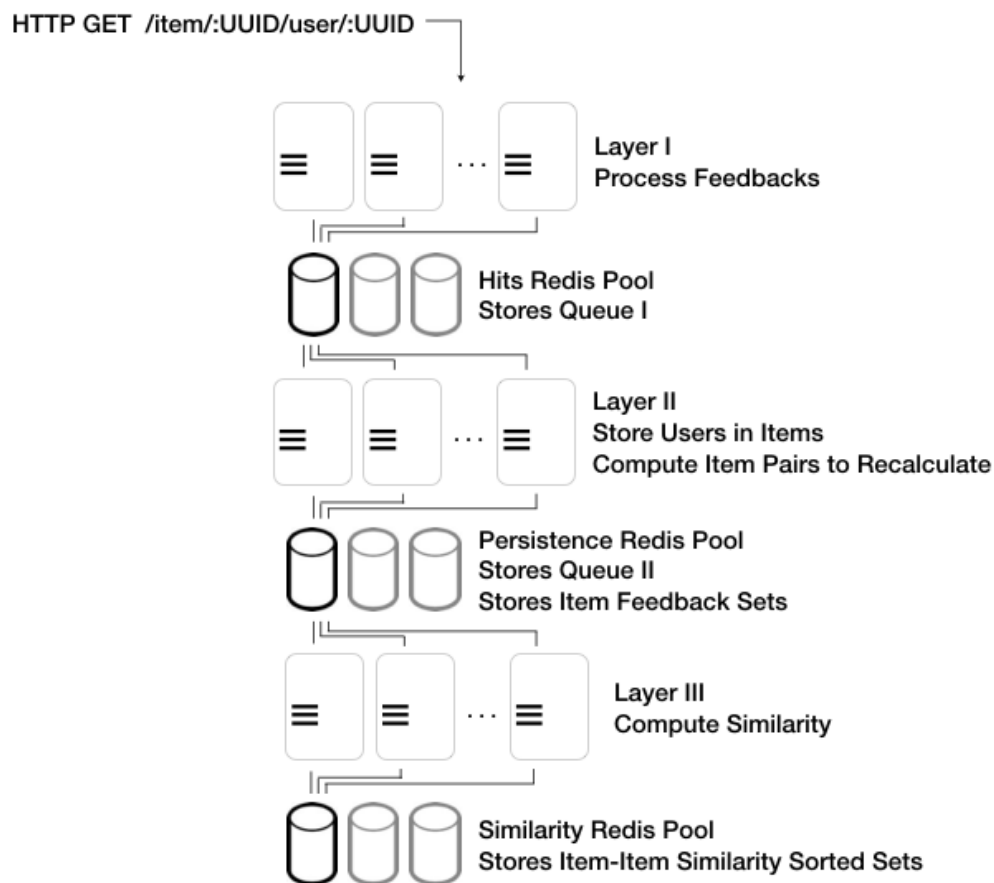 HTTP GET /item/:UUID/user/:UUID
...
Layer I
Process Feedbacks
Hits Redis Pool
Stores Queue I
...
Layer II
Store Users in Items
Compute Item Pairs to Recalculate
Persistence Redis Pool
Stores Queue II
Stores Item Feedback Sets
...
Layer III
Compute Similarity
Similarity Redis Pool
Stores Item-Item Similarity Sorted Sets